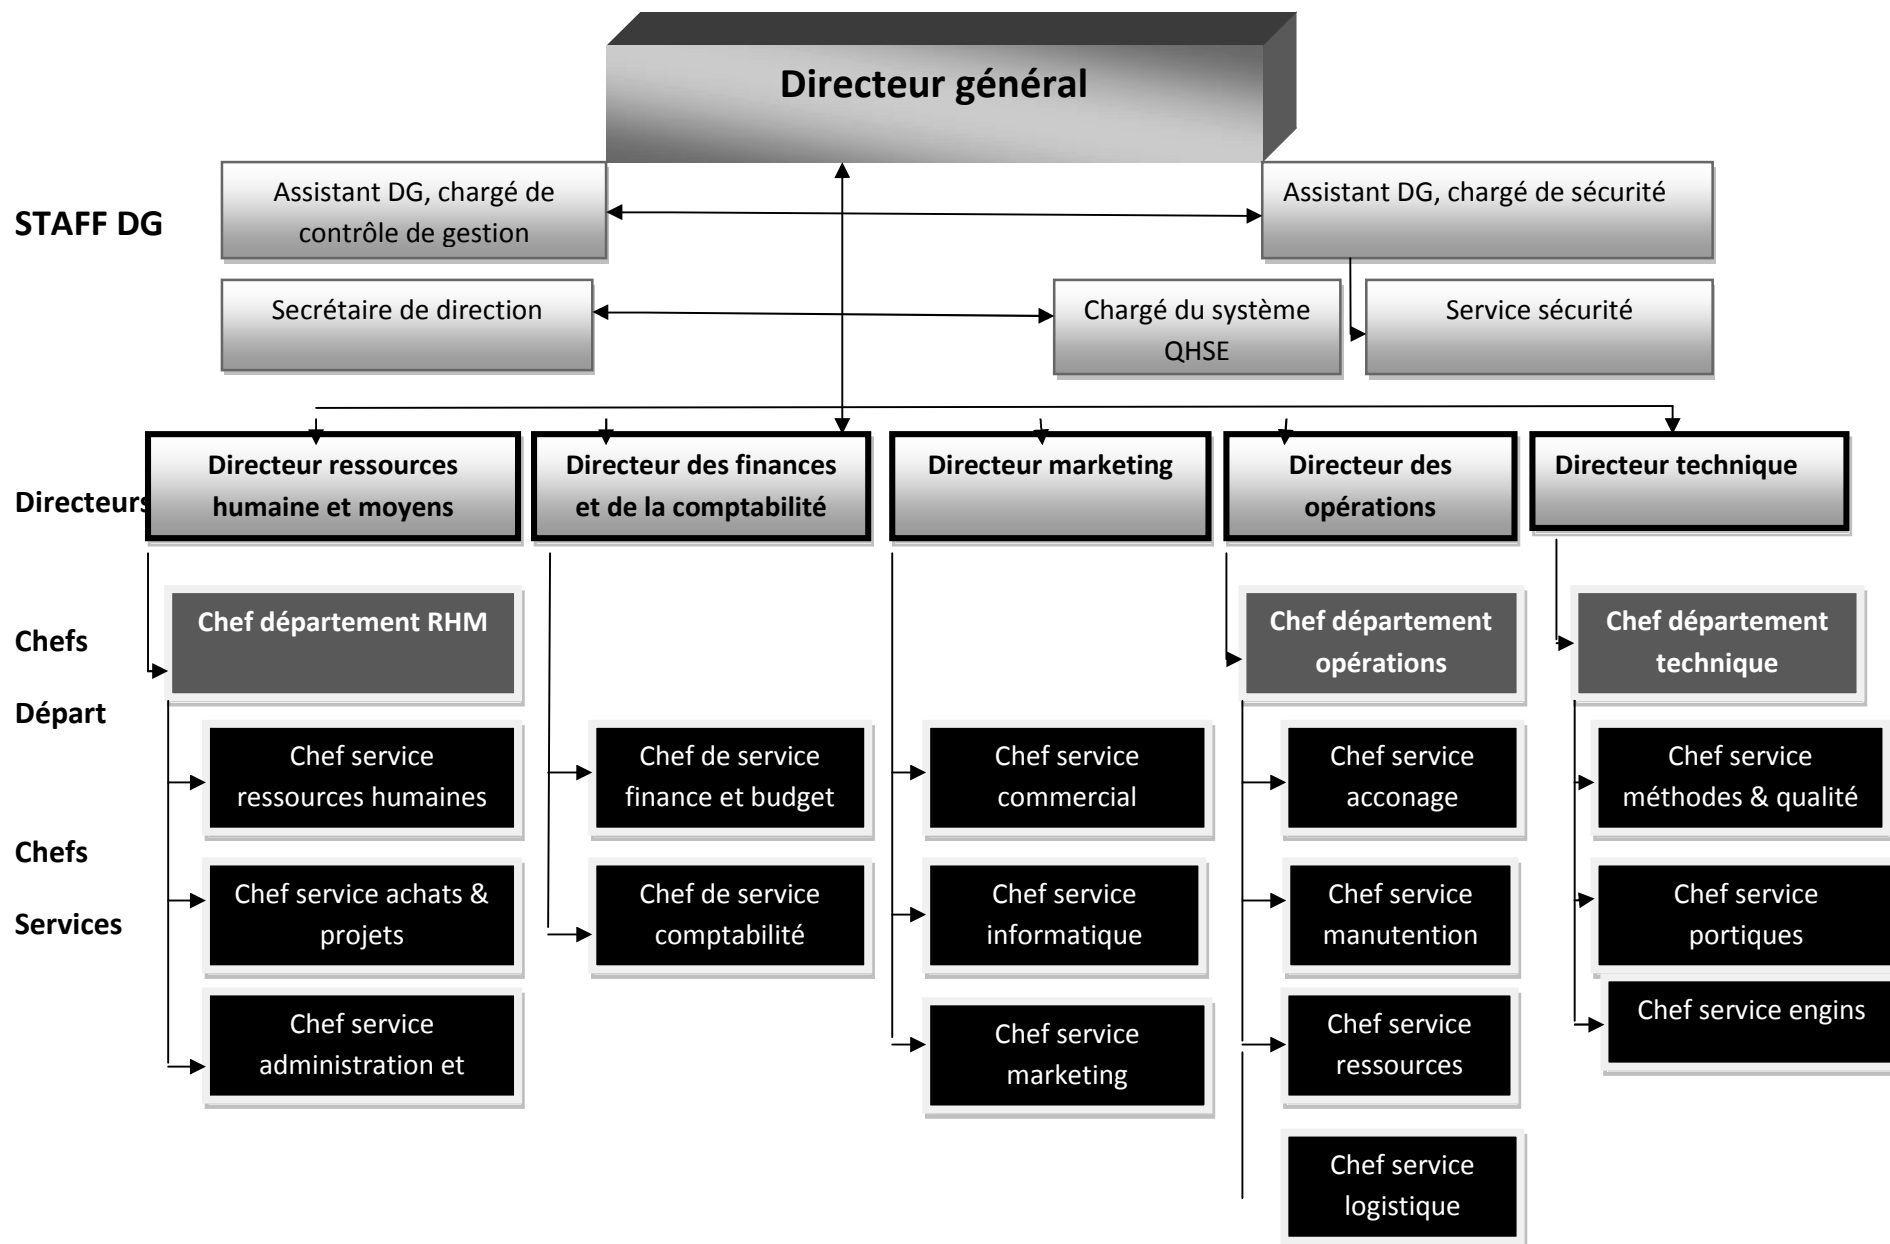 Directeur général
STAFF DG
Assistant DG, chargé de
contrôle de gestion
Assistant DG, chargé de sécurité
Secrétaire de direction
Chargé du système
QHSE
Service sécurité
Directeurs
Directeur ressources
humaine et moyens
Directeur des finances
et de la comptabilité
Directeur marketing
Directeur des
opérations
Directeur technique
Chefs
Départ
Chef département RHM
Chef département
opérations
Chef département
technique
Chefs
Services
Chef service
ressources humaines
Chef de service
finance et budget
Chef service
commercial
Chef service
acconage
Chef service
méthodes & qualité
Chef service achats &
projets
Chef de service
comptabilité
Chef service
informatique
Chef service
manutention
Chef service
portiques
Chef service
administration et
Chef service
marketing
Chef service
ressources
Chef service engins
Chef service
logistique